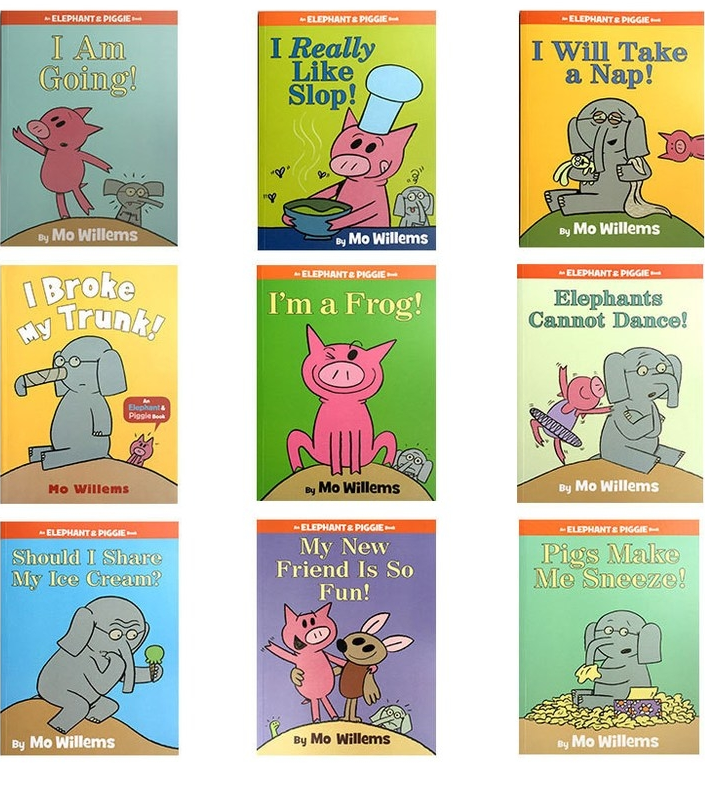 An ELEPHANT & PIGGIE Book
I Am
Going!
By Mo Willems
An ELEPHANT & PIGGIE Book
I Really
Like
Slop!
By Mo Willems
An ELEPHANT & PIGGIE Book
I Will Take
a Nap!
By Mo Willems
I Broke
My Trunk!
An
Elephant &
Piggie Book
Mo Willems
An ELEPHANT & PIGGIE Book
I'm a Frog!
By Mo Willems
An ELEPHANT & PIGGIE Book
Elephants
Cannot Dance!
By Mo Willems
An ELEPHANT & PIGGIE Book
Should I Share
My Ice Cream?
By Mo Willems
An ELEPHANT & PIGGIE Book
My New
Friend Is So
Fun!
By Mo Willems
An ELEPHANT & PIGGIE Book
Pigs Make
Me Sneeze!
By Mo Willems